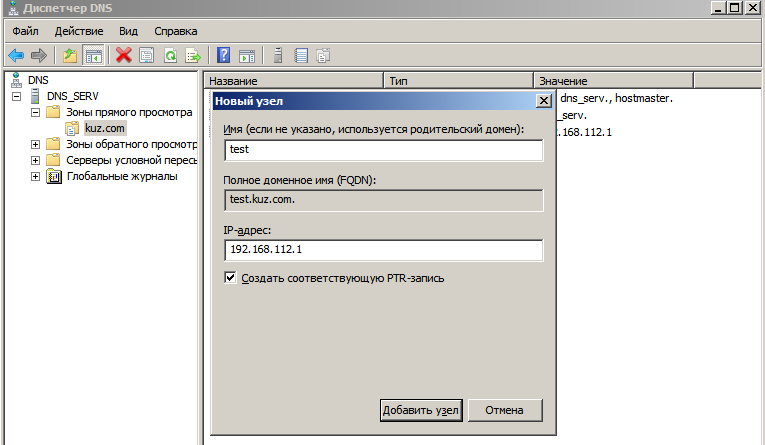 Диспетчер DNS
Файл Действие Вид Справка
DNS
DNS_SERV
Зоны прямого просмотра
kuz.com
Зоны обратного просмотр
Серверы условной пересы
Глобальные журналы
Название Тип Значение
dns_serv., hostmaster.
_serv.
.168.112.1
Новый узел
Имя (если не указано, используется родительский домен):
test
Полное доменное имя (FQDN):
test.kuz.com.
IP-адрес:
192.168.112.1
Создать соответствующую PTR-запись
Добавить узел Отмена